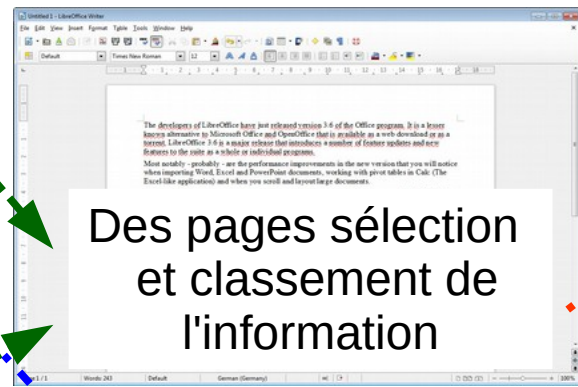 Untitled 1 - LibreOffice Writer
File Edit View Insert Format Table Tools Window Help
Default Times New Roman 12
The developers of LibreOffice have just released version 3.6 of the Office program. It is a lesser
known alternative to Microsoft Office and OpenOffice that is available as a web download or as a
torrent. LibreOffice 3.6 is a major release that introduces a number of feature updates and new
features to the suite as a whole or individual programs.
Most notably - probably - are the performance improvements in the new version that you will notice
when importing Word, Excel and PowerPoint documents, working with pivot tables in Calc (The
Excel-like application) and when you scroll and layout large documents.
Des pages sélection
et classement de
l'information
1 / 1 Words: 243 Default German (Germany) 100%